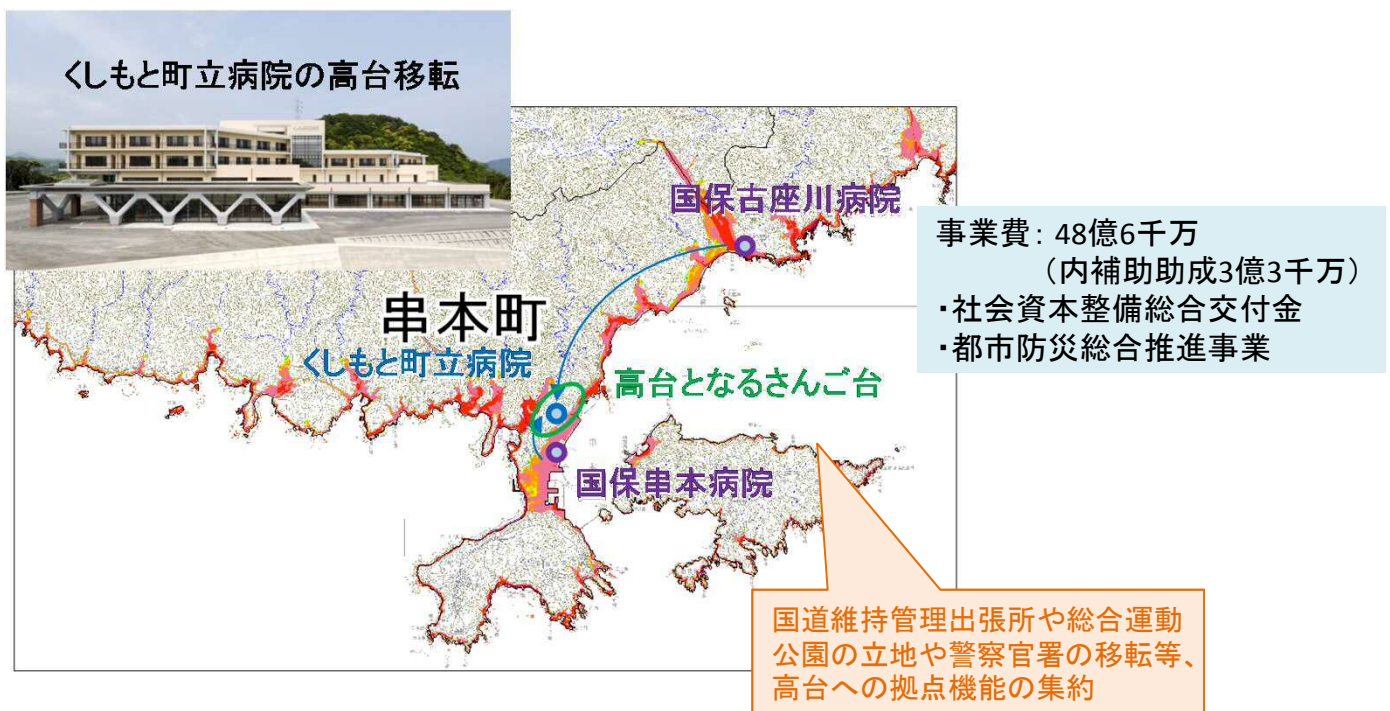 くしもと町立病院の高台移転
国保古座川病院
事業費：48億6千万
（内補助助成3億3千万）
・社会資本整備総合交付金
・都市防災総合推進事業
串本町
くしもと町立病院
高台となるさんご台
国保串本病院
国道維持管理出張所や総合運動
公園の立地や警察官署の移転等、
高台への拠点機能の集約